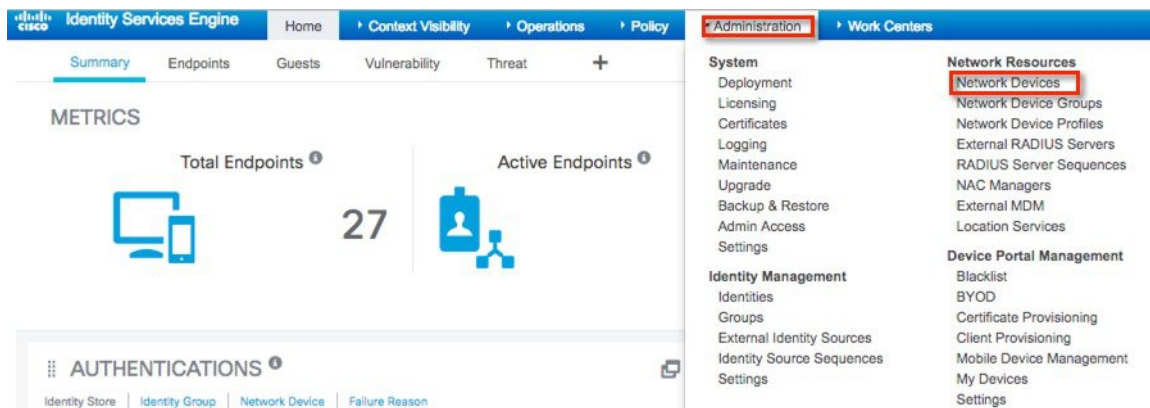 cisco Identity Services Engine
Home
Context Visibility
Operations
Policy
Administration
Work Centers
Summary
Endpoints
Guests
Vulnerability
Threat
+
METRICS
Total Endpoints
27
Active Endpoints
AUTHENTICATIONS
Identity Store
Identity Group
Network Device
Failure Reason
System
Deployment
Licensing
Certificates
Logging
Maintenance
Upgrade
Backup & Restore
Admin Access
Settings
Identity Management
Identities
Groups
External Identity Sources
Identity Source Sequences
Settings
Network Resources
Network Devices
Network Device Groups
Network Device Profiles
External RADIUS Servers
RADIUS Server Sequences
NAC Managers
External MDM
Location Services
Device Portal Management
Blacklist
BYOD
Certificate Provisioning
Client Provisioning
Mobile Device Management
My Devices
Settings